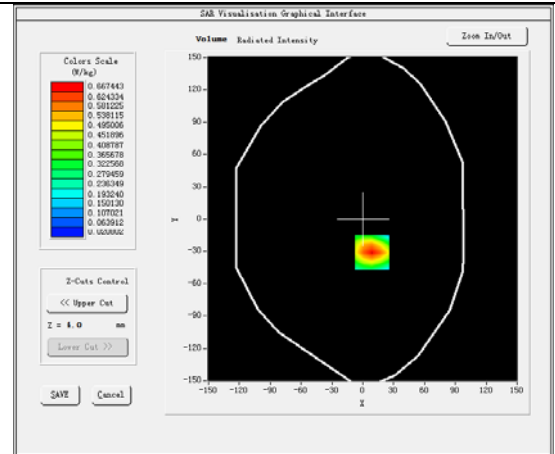 SAR Visualisation Graphical Interface
Volume Radiated Intensity
Zoom In/Out
Colors Scale
(W/kg)
0.667443
0.624334
0.581225
0.538115
0.495006
0.451896
0.408787
0.365678
0.322568
0.279459
0.236349
0.193240
0.150130
0.107021
0.063912
0.020802
150
120
90
60
30
0
-30
-60
-90
-120
-150
Y
-150 -120 -90 -60 -30 0 30 60 90 120 150
X
Z-Cuts Control
<< Upper Cut
Z = 4.0 mm
Lower Cut >>
SAVE Cancel